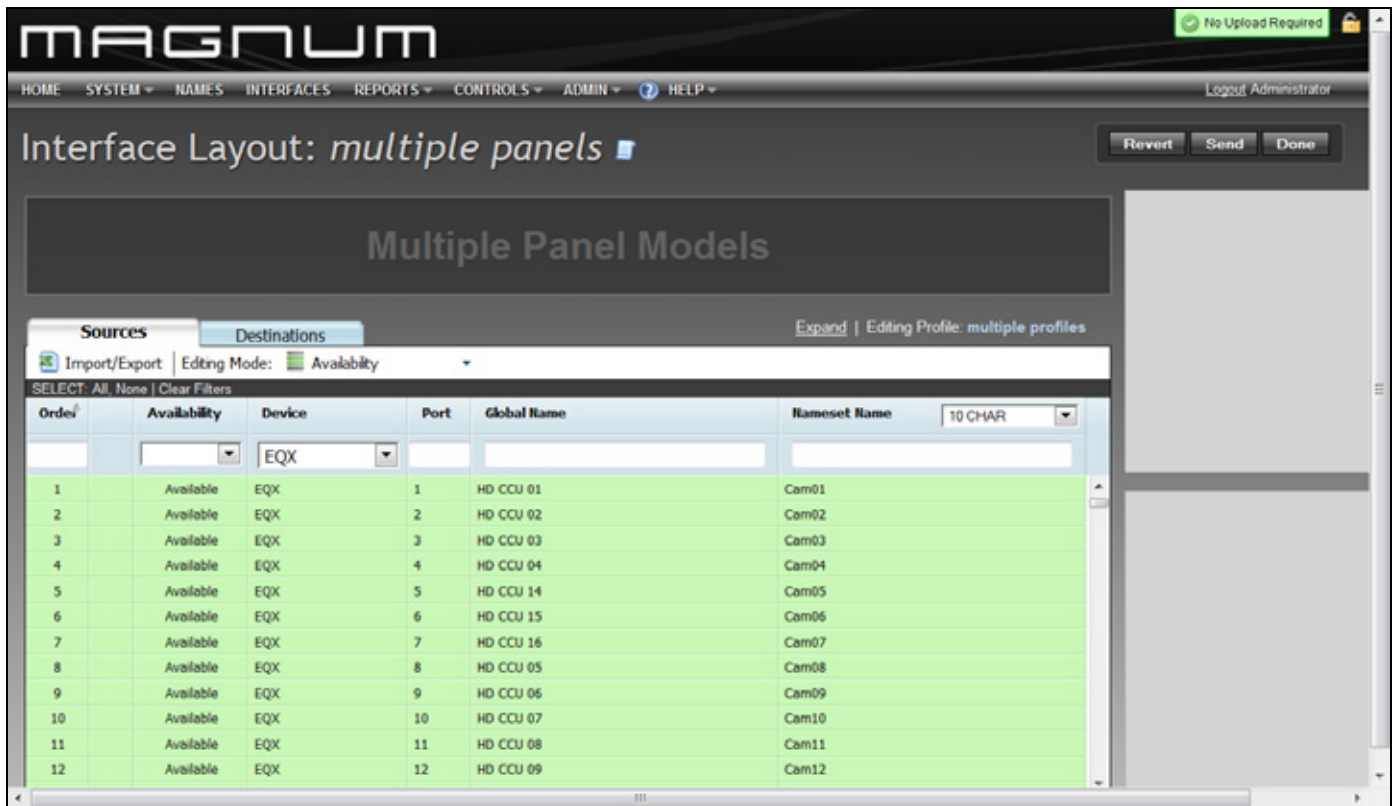 MAGNUM
No Upload Required
HOME SYSTEM NAMES INTERFACES REPORTS CONTROLS ADMIN ? HELP Logout Administrator
Interface Layout: multiple panels
Revert Send Done
Multiple Panel Models
Sources Destinations Expand | Editing Profile: multiple profiles
Import/Export Editing Mode: Availability
SELECT: All, None | Clear Filters
Order Availability Device Port Global Name Nameset Name 10 CHAR
EQX
1 Available EQX 1 HD CCU 01 Cam01
2 Available EQX 2 HD CCU 02 Cam02
3 Available EQX 3 HD CCU 03 Cam03
4 Available EQX 4 HD CCU 04 Cam04
5 Available EQX 5 HD CCU 14 Cam05
6 Available EQX 6 HD CCU 15 Cam06
7 Available EQX 7 HD CCU 16 Cam07
8 Available EQX 8 HD CCU 05 Cam08
9 Available EQX 9 HD CCU 06 Cam09
10 Available EQX 10 HD CCU 07 Cam10
11 Available EQX 11 HD CCU 08 Cam11
12 Available EQX 12 HD CCU 09 Cam12